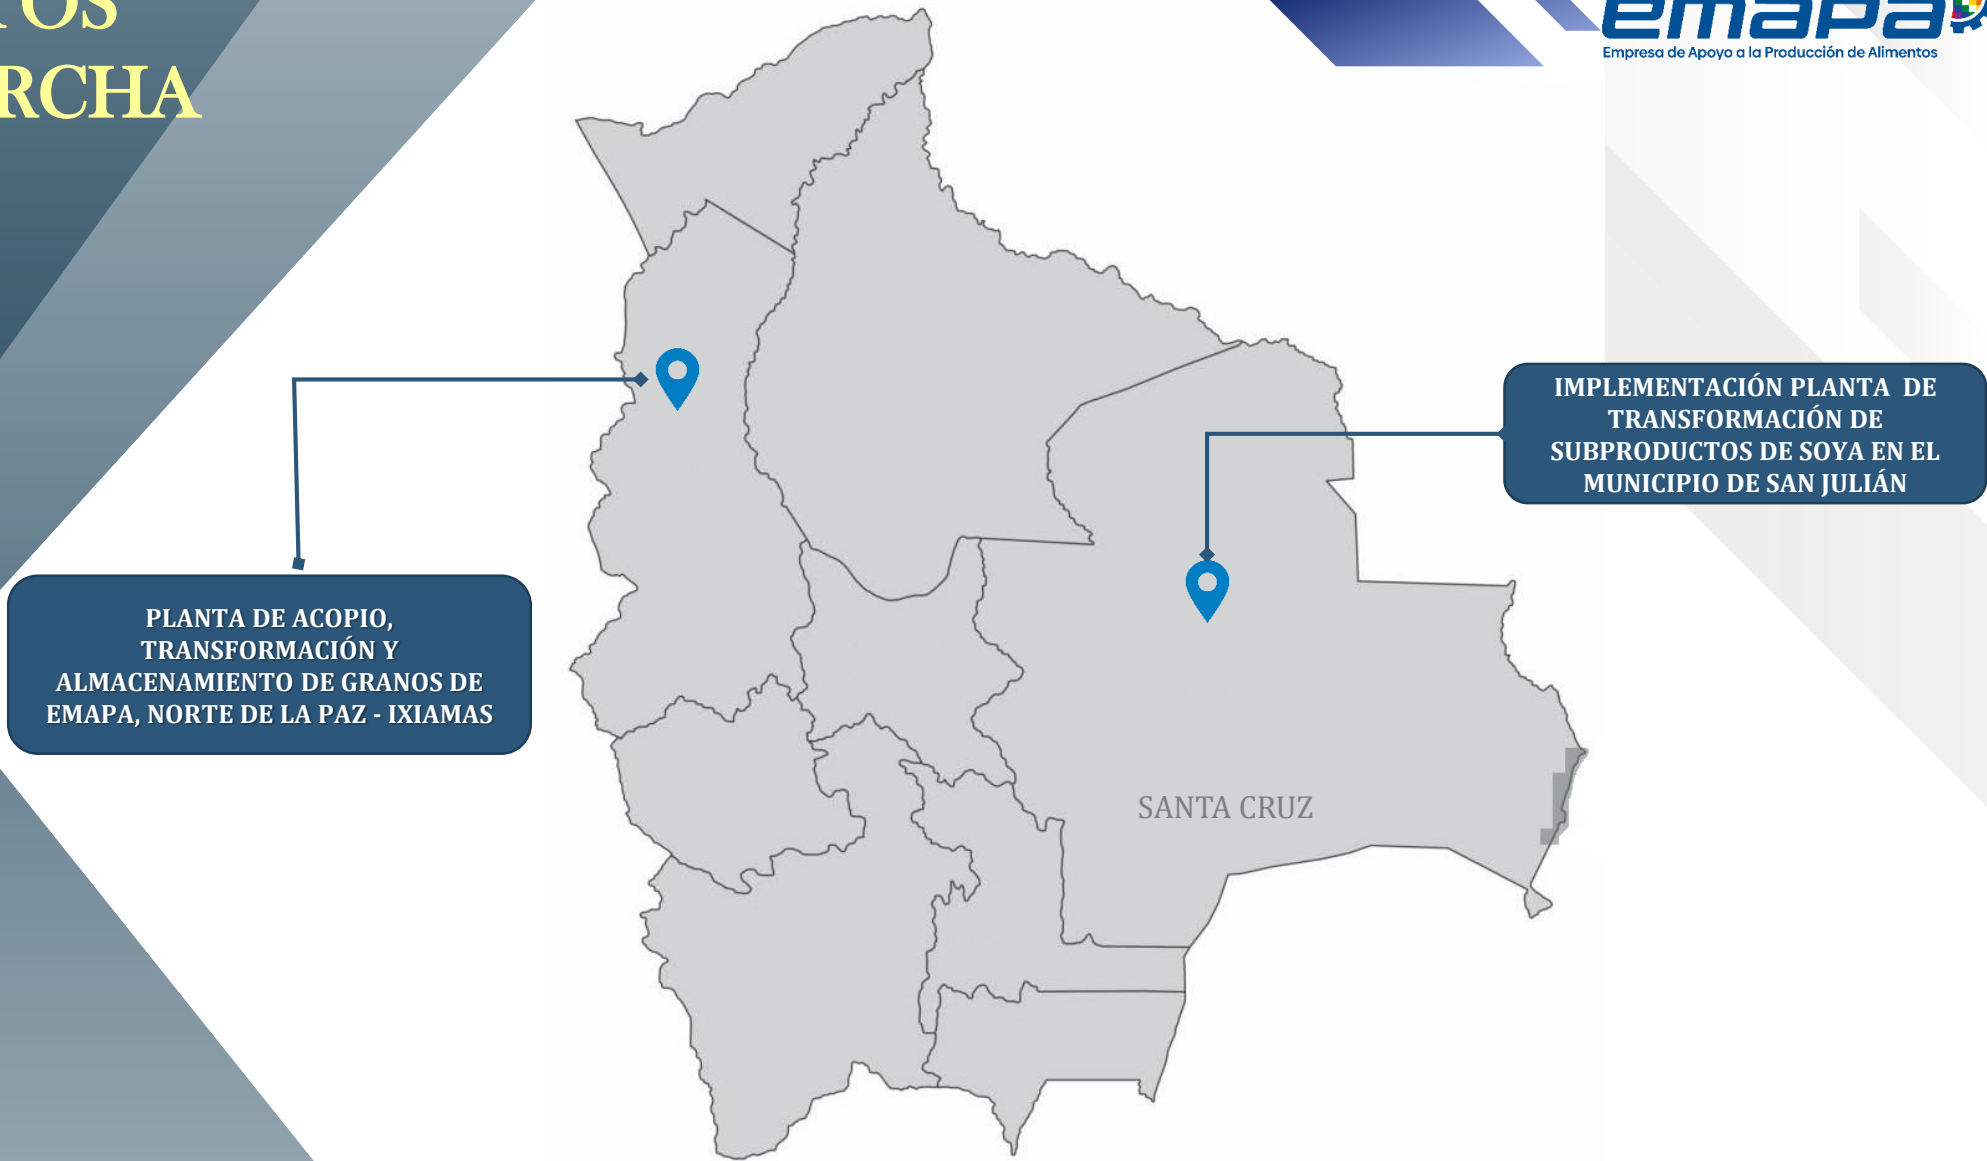 TOS
RCHA
emapa
Empresa de Apoyo a la Producción de Alimentos
IMPLEMENTACIÓN PLANTA DE
TRANSFORMACIÓN DE
SUBPRODUCTOS DE SOYA EN EL
MUNICIPIO DE SAN JULIÁN
PLANTA DE ACOPIO,
TRANSFORMACIÓN Y
ALMACENAMIENTO DE GRANOS DE
EMAPA, NORTE DE LA PAZ - IXIAMAS
SANTA CRUZ